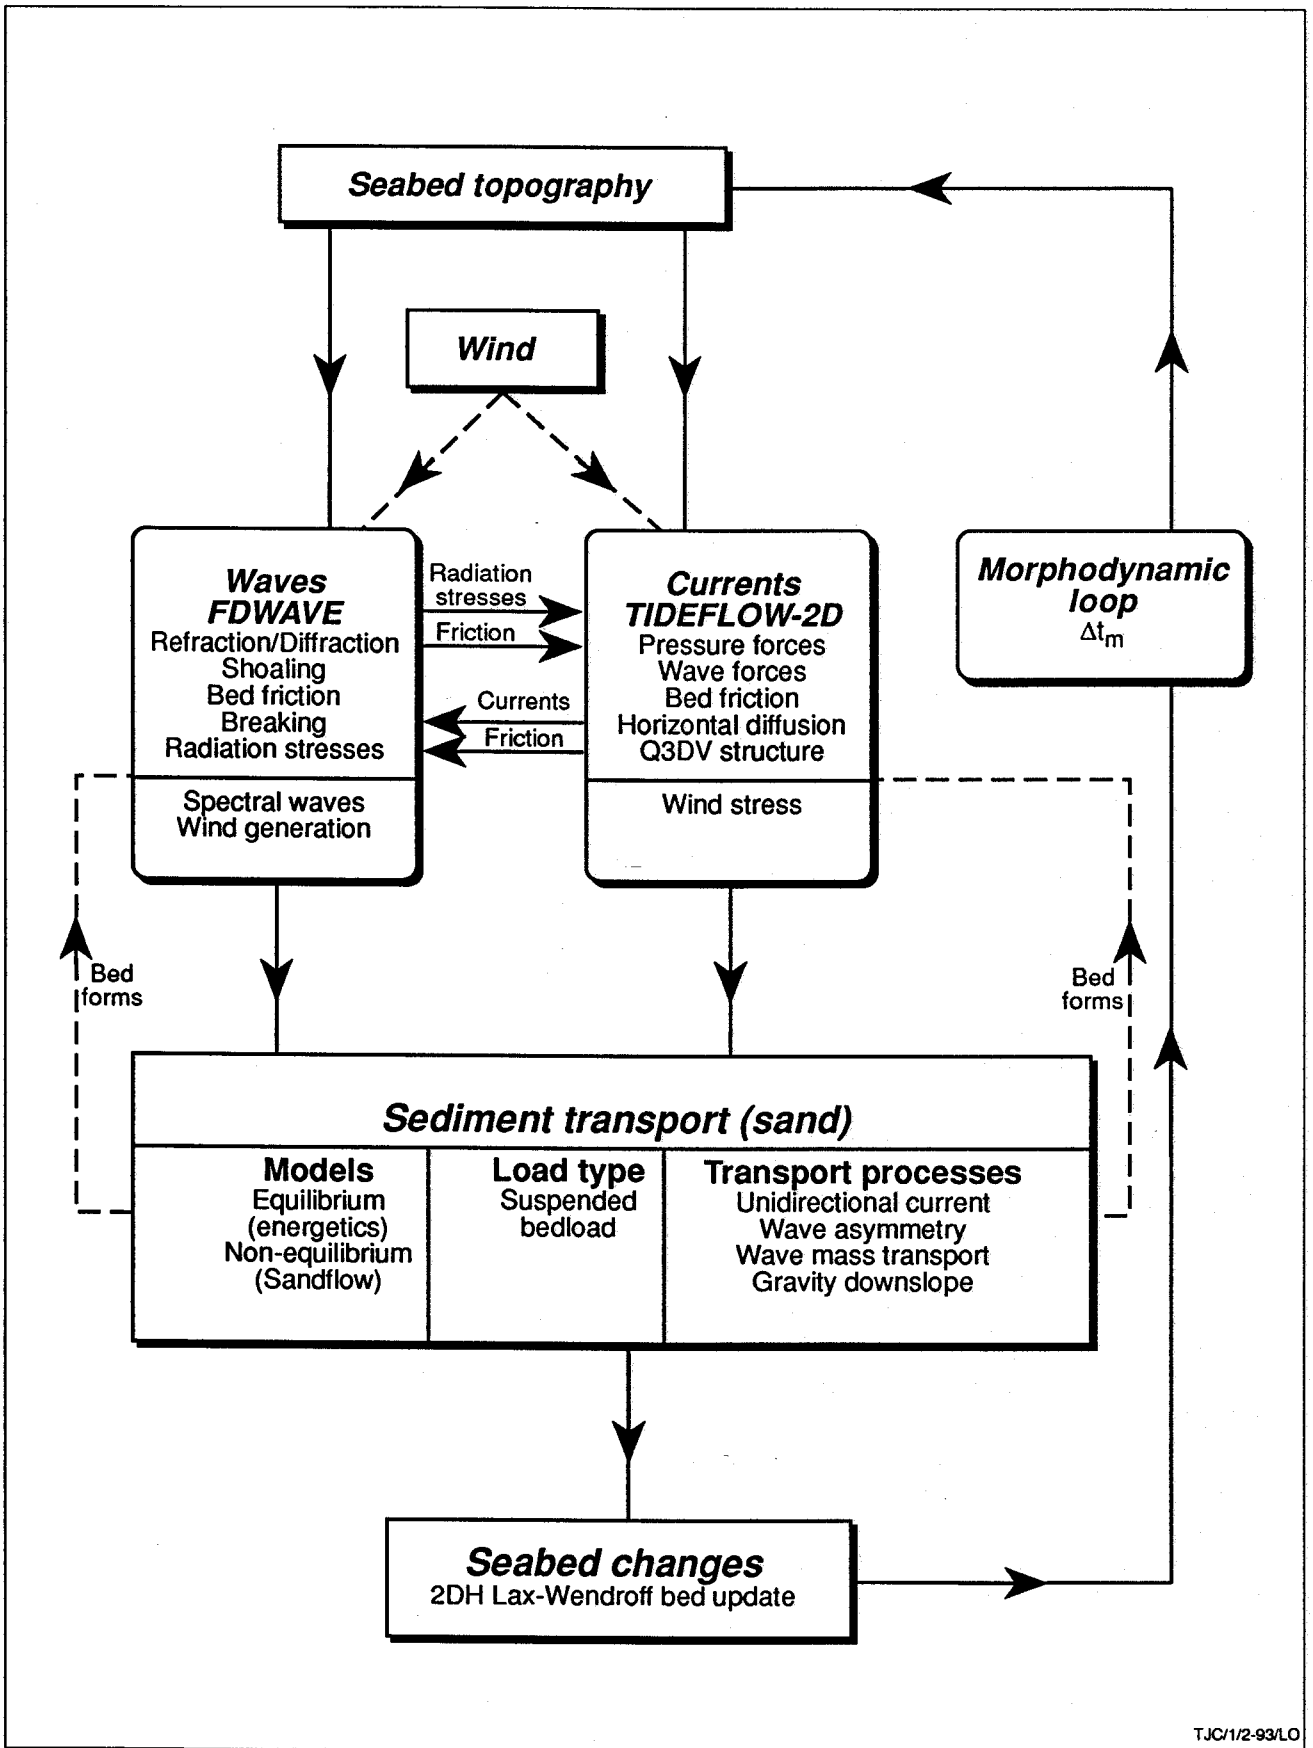 Seabed topography
Wind
Waves
FDWAVE
Refraction/Diffraction
Shoaling
Bed friction
Breaking
Radiation stresses
Spectral waves
Wind generation
Radiation
stresses
Friction
Currents
Friction
Currents
TIDEFLOW-2D
Pressure forces
Wave forces
Bed friction
Horizontal diffusion
Q3DV structure
Wind stress
Morphodynamic
loop
Δtm
Bed
forms
Bed
forms
Sediment transport (sand)
Models
Equilibrium
(energetics)
Non-equilibrium
(Sandflow)
Load type
Suspended
bedload
Transport processes
Unidirectional current
Wave asymmetry
Wave mass transport
Gravity downslope
Seabed changes
2DH Lax-Wendroff bed update
TJC/1/2-93/LO